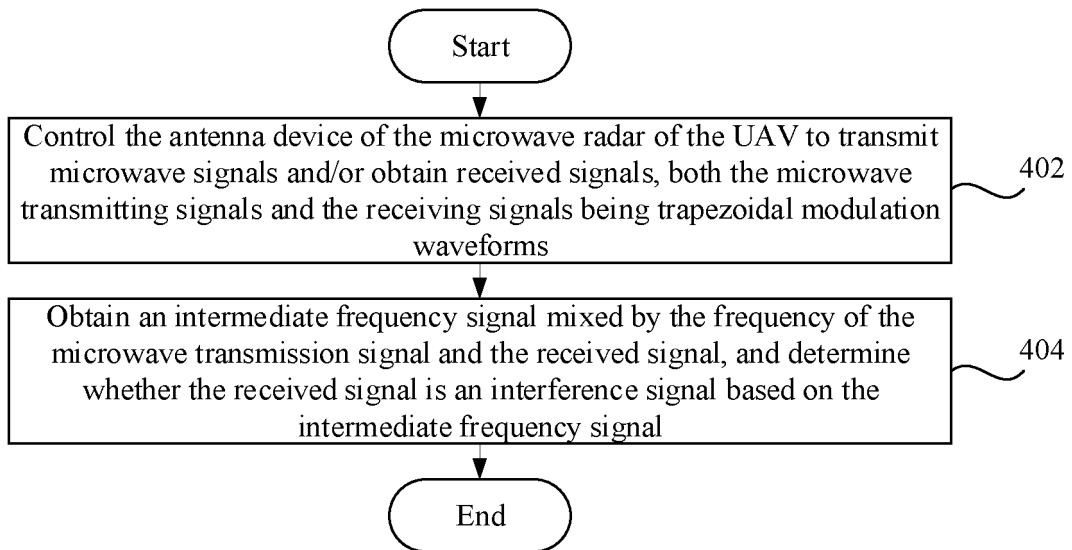 Start
Control the antenna device of the microwave radar of the UAV to transmit
microwave signals and/or obtain received signals, both the microwave
transmitting signals and the receiving signals being trapezoidal modulation
waveforms
402
Obtain an intermediate frequency signal mixed by the frequency of the
microwave transmission signal and the received signal, and determine
whether the received signal is an interference signal based on the
intermediate frequency signal
404
End